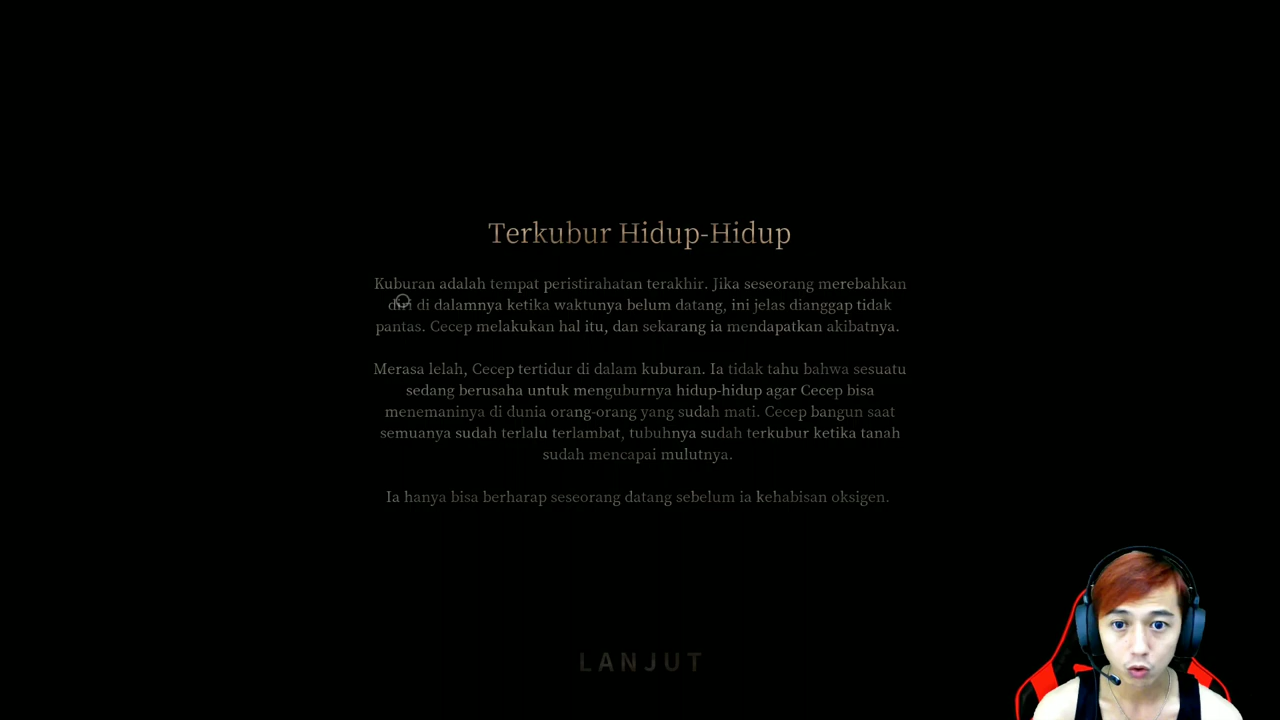 Terkubur Hidup-Hidup
Kuburan adalah tempat peristirahatan terakhir. Jika seseorang merebahkan
diri di dalamnya ketika waktunya belum datang, ini jelas dianggap tidak
pantas. Cecep melakukan hal itu, dan sekarang ia mendapatkan akibatnya.
Merasa lelah, Cecep tertidur di dalam kuburan. Ia tidak tahu bahwa sesuatu
sedang berusaha untuk menguburnya hidup-hidup agar Cecep bisa
menemaninya di dunia orang-orang yang sudah mati. Cecep bangun saat
semuanya sudah terlalu terlambat, tubuhnya sudah terkubur ketika tanah
sudah mencapai mulutnya.
Ia hanya bisa berharap seseorang datang sebelum ia kehabisan oksigen.
LANJUT